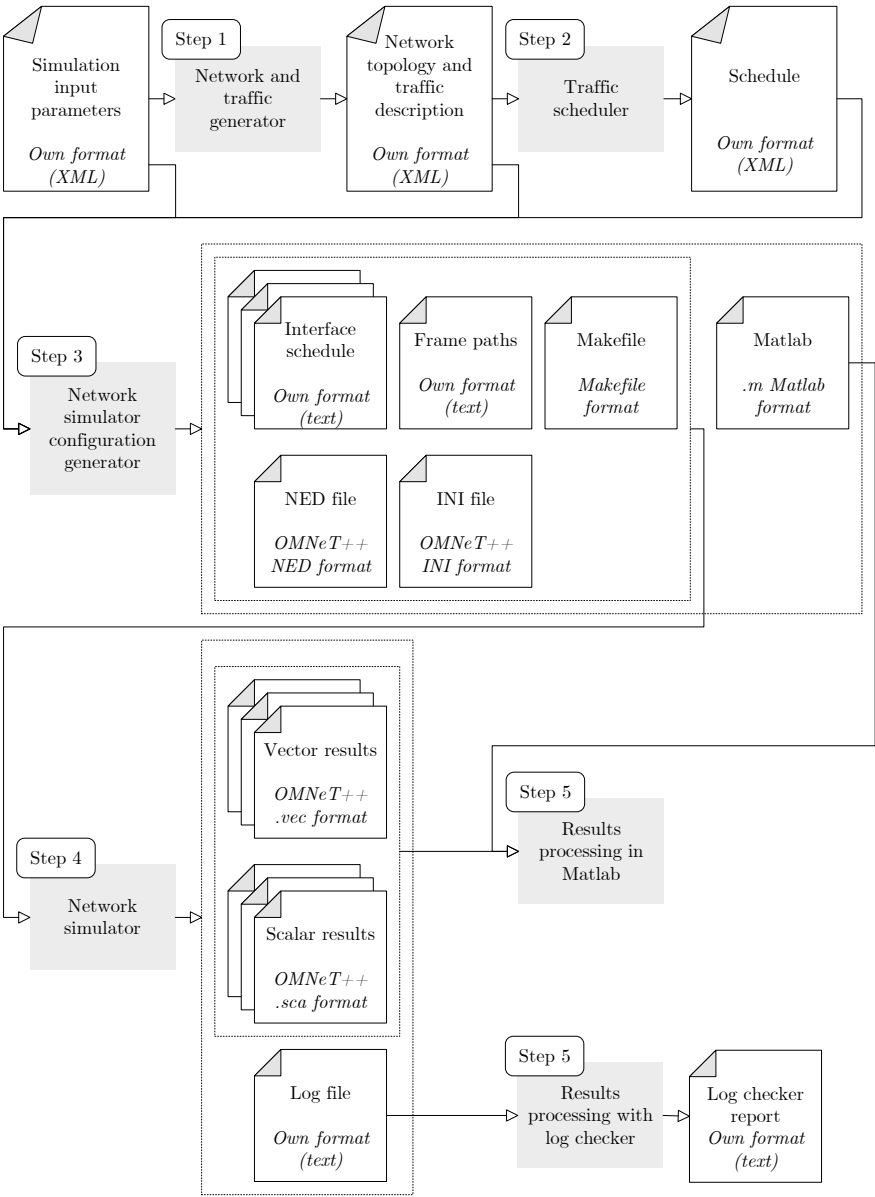 Step 1
Step 2
Simulation
input
parameters
Own format
(XML)
Network and
traffic
generator
Network
topology and
traffic
description
Own format
(XML)
Traffic
scheduler
Schedule
Own format
(XML)
Step 3
Network
simulator
configuration
generator
Interface
schedule
Own format
(text)
Frame paths
Own format
(text)
Makefile
Makefile
format
Matlab
.m Matlab
format
NED file
OMNeT++
NED format
INI file
OMNeT++
INI format
Step 4
Network
simulator
Vector results
OMNeT++
.vec format
Scalar results
OMNeT++
.sca format
Step 5
Results
processing in
Matlab
Log file
Own format
(text)
Step 5
Results
processing with
log checker
Log checker
report
Own format
(text)